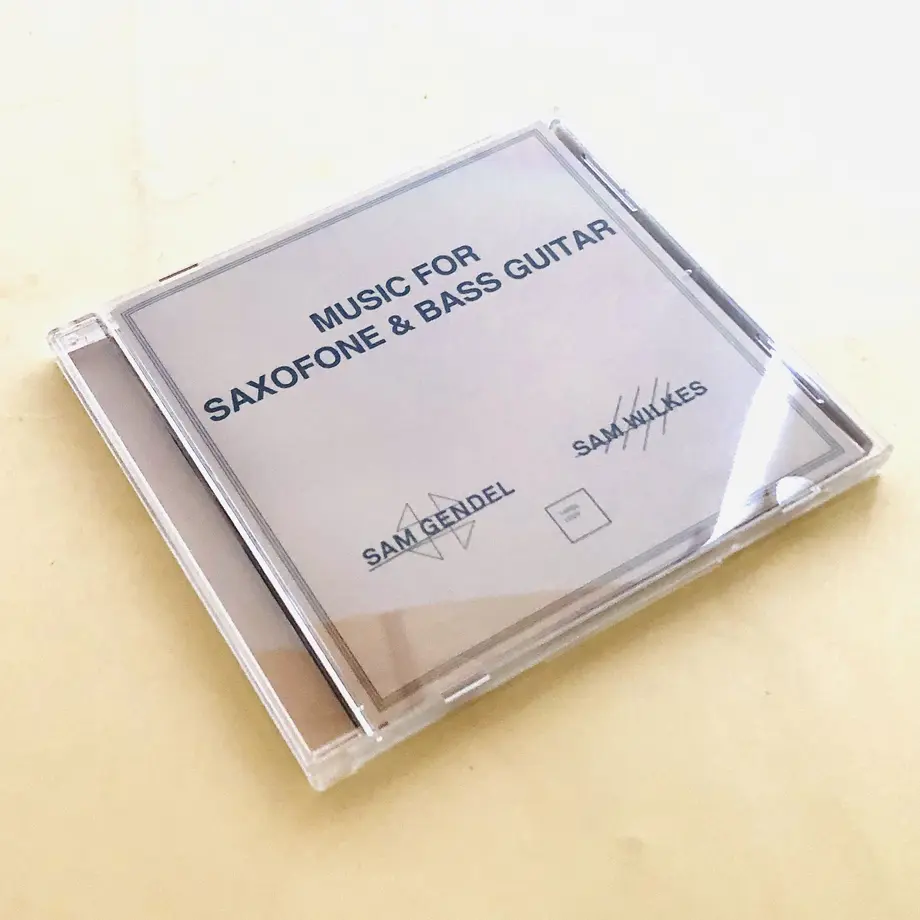 MUSIC FOR
SAXOFONE & BASS GUITAR
SAM WILKES
SAM GENDEL